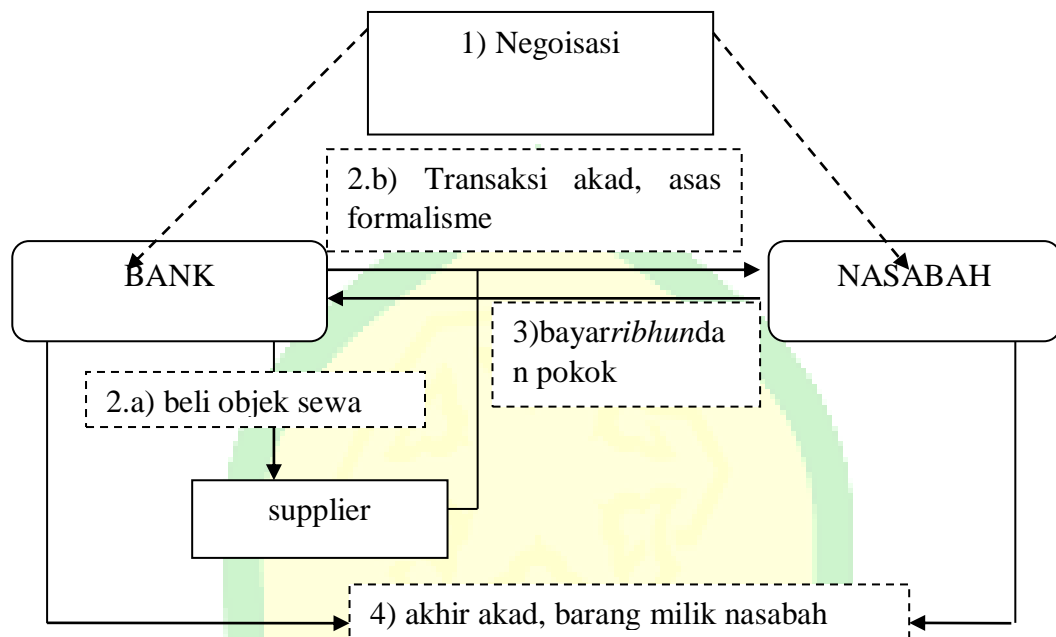 1) Negoisasi
2.b) Transaksi akad, asas
formalisme
BANK
NASABAH
3)bayarribhunda
n pokok
2.a) beli objek sewa
supplier
4) akhir akad, barang milik nasabah